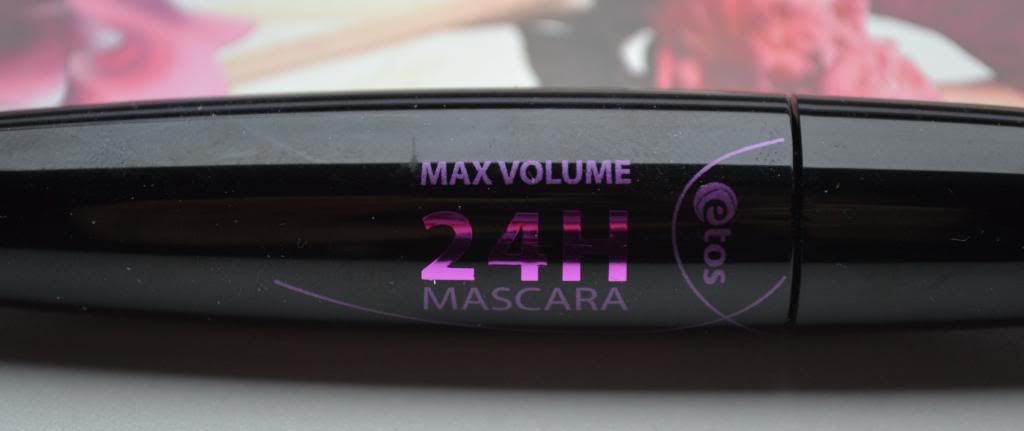 MAX VOLUME
24H
MASCARA
etos